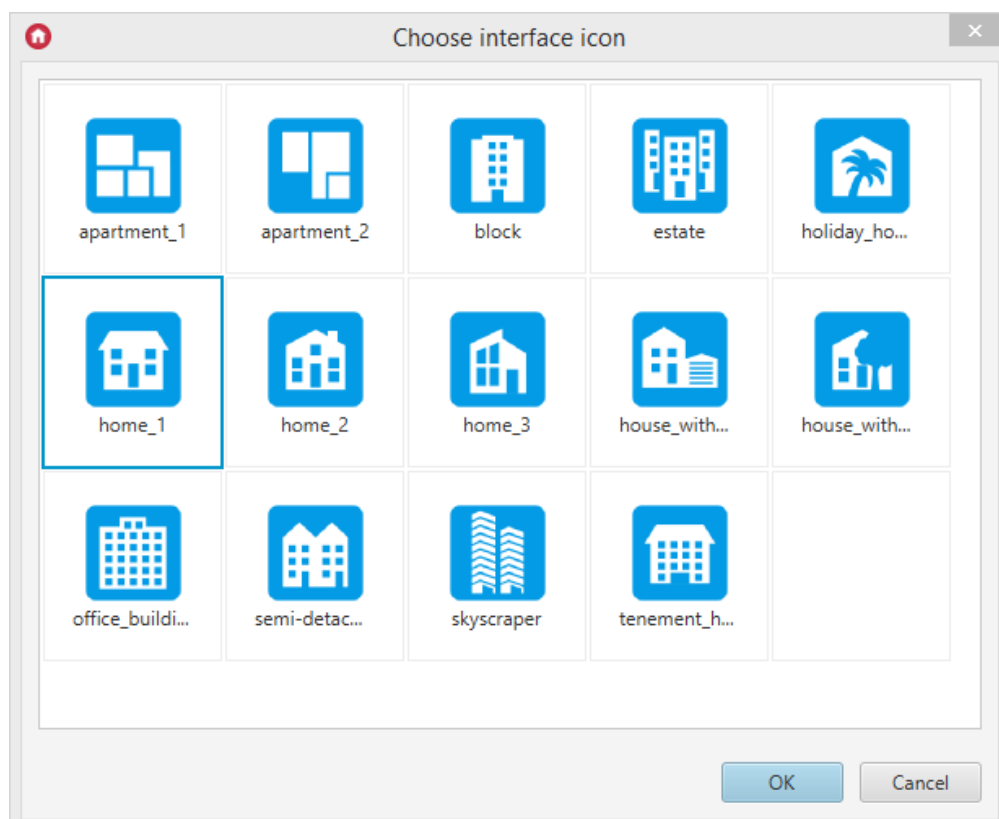 Choose interface icon
apartment_1
apartment_2
block
estate
holiday_ho...
home_1
home_2
home_3
house_with...
house_with...
office_buildi...
semi-detac...
skyscraper
tenement_h...
OK
Cancel